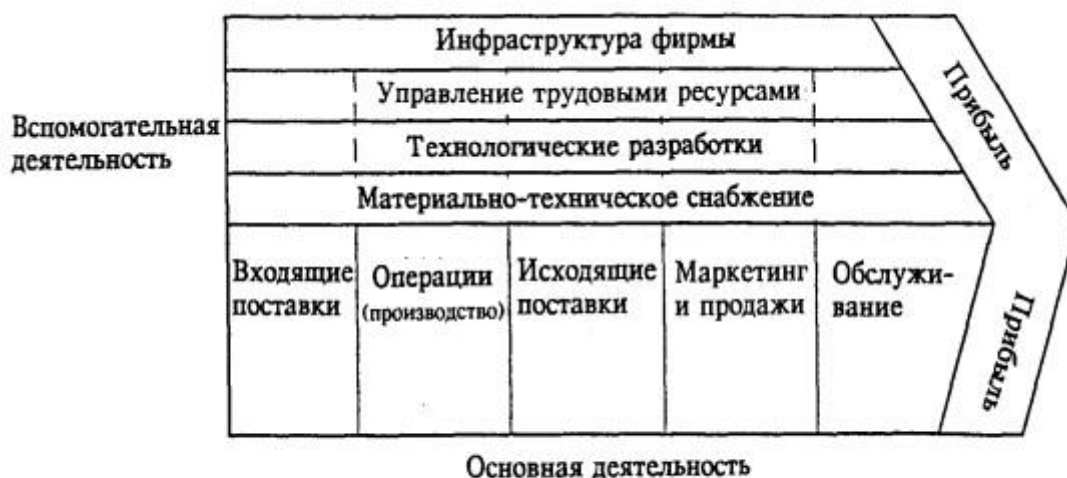 Инфраструктура фирмы
Управление трудовыми ресурсами
Вспомогательная
деятельность
Технологические разработки
Материально-техническое снабжение
Прибыль
Входящие
поставки
Операции
(производство)
Исходящие
поставки
Маркетинг
и продажи
Обслужи-
вание
Прибыль
Основная деятельность